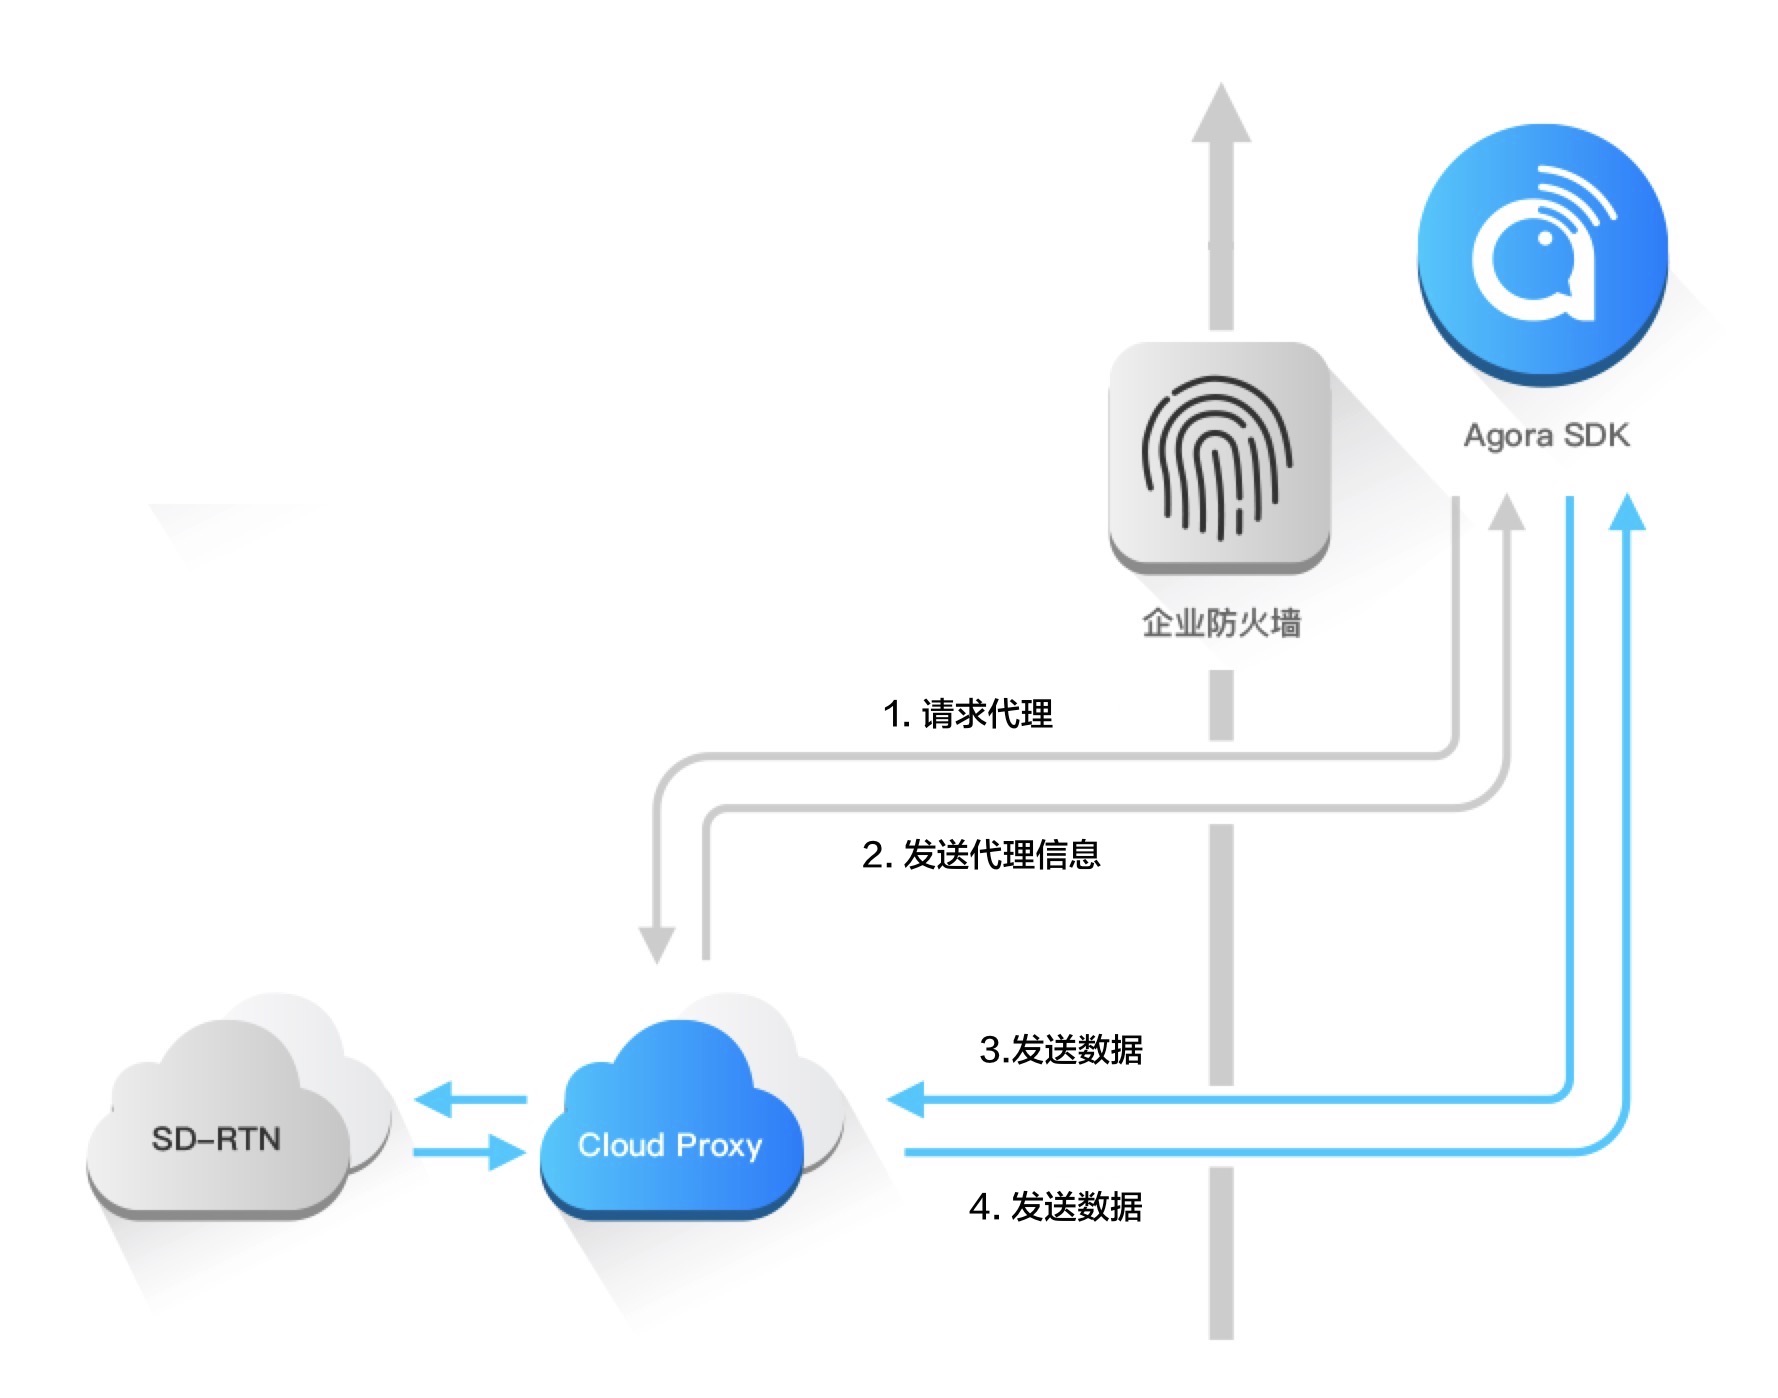 Agora SDK
企业防火墙
1. 请求代理
2. 发送代理信息
3.发送数据
SD-RTN
Cloud Proxy
4. 发送数据